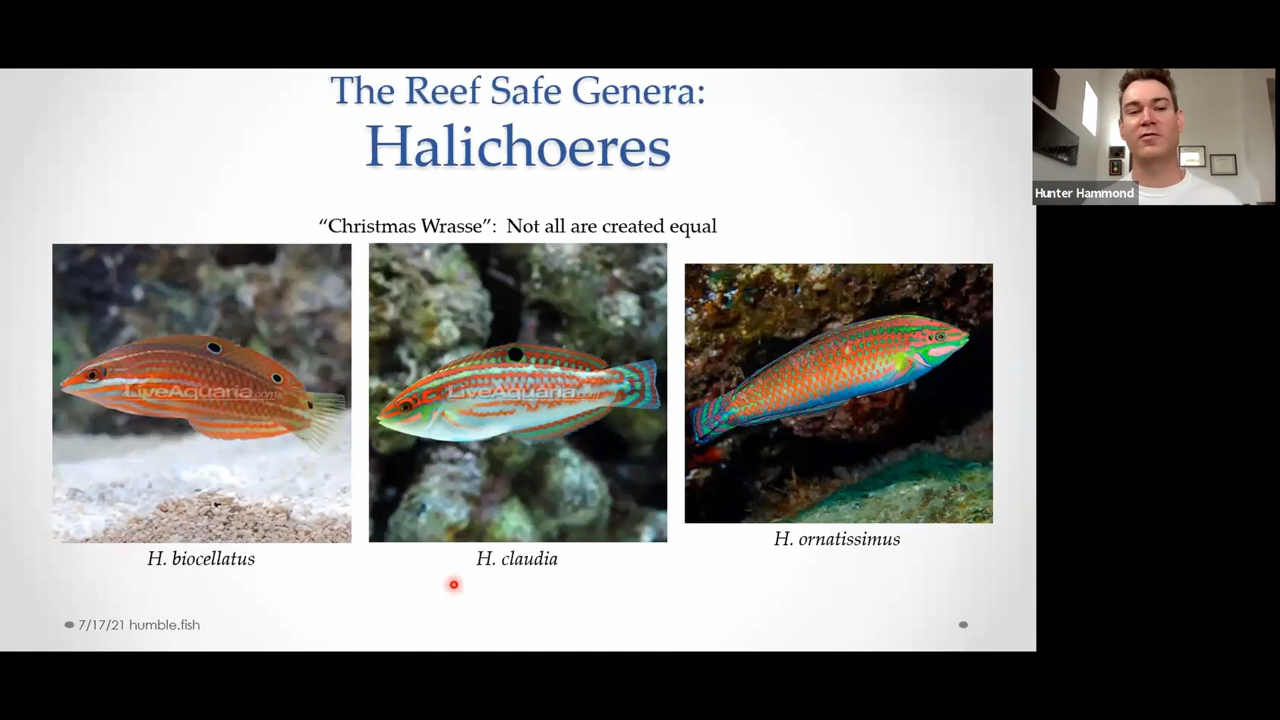 The Reef Safe Genera:
Halichoeres
Hunter Hammond
“Christmas Wrasse”: Not all are created equal
LiveAquaria.com
LiveAquaria.com
H. biocellatus
H. claudia
H. ornatissimus
7/17/21 humble.fish